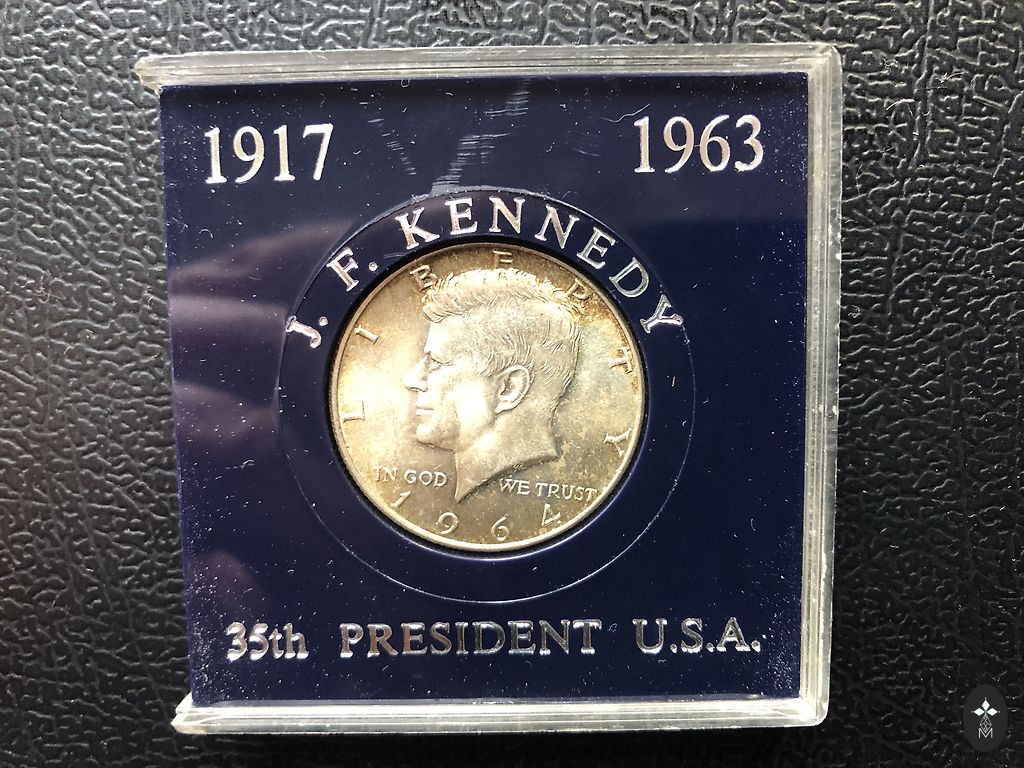 1917 1963
J. F. KENNEDY
LIBERTY
IN GOD WE TRUST
1964
35th PRESIDENT U.S.A.